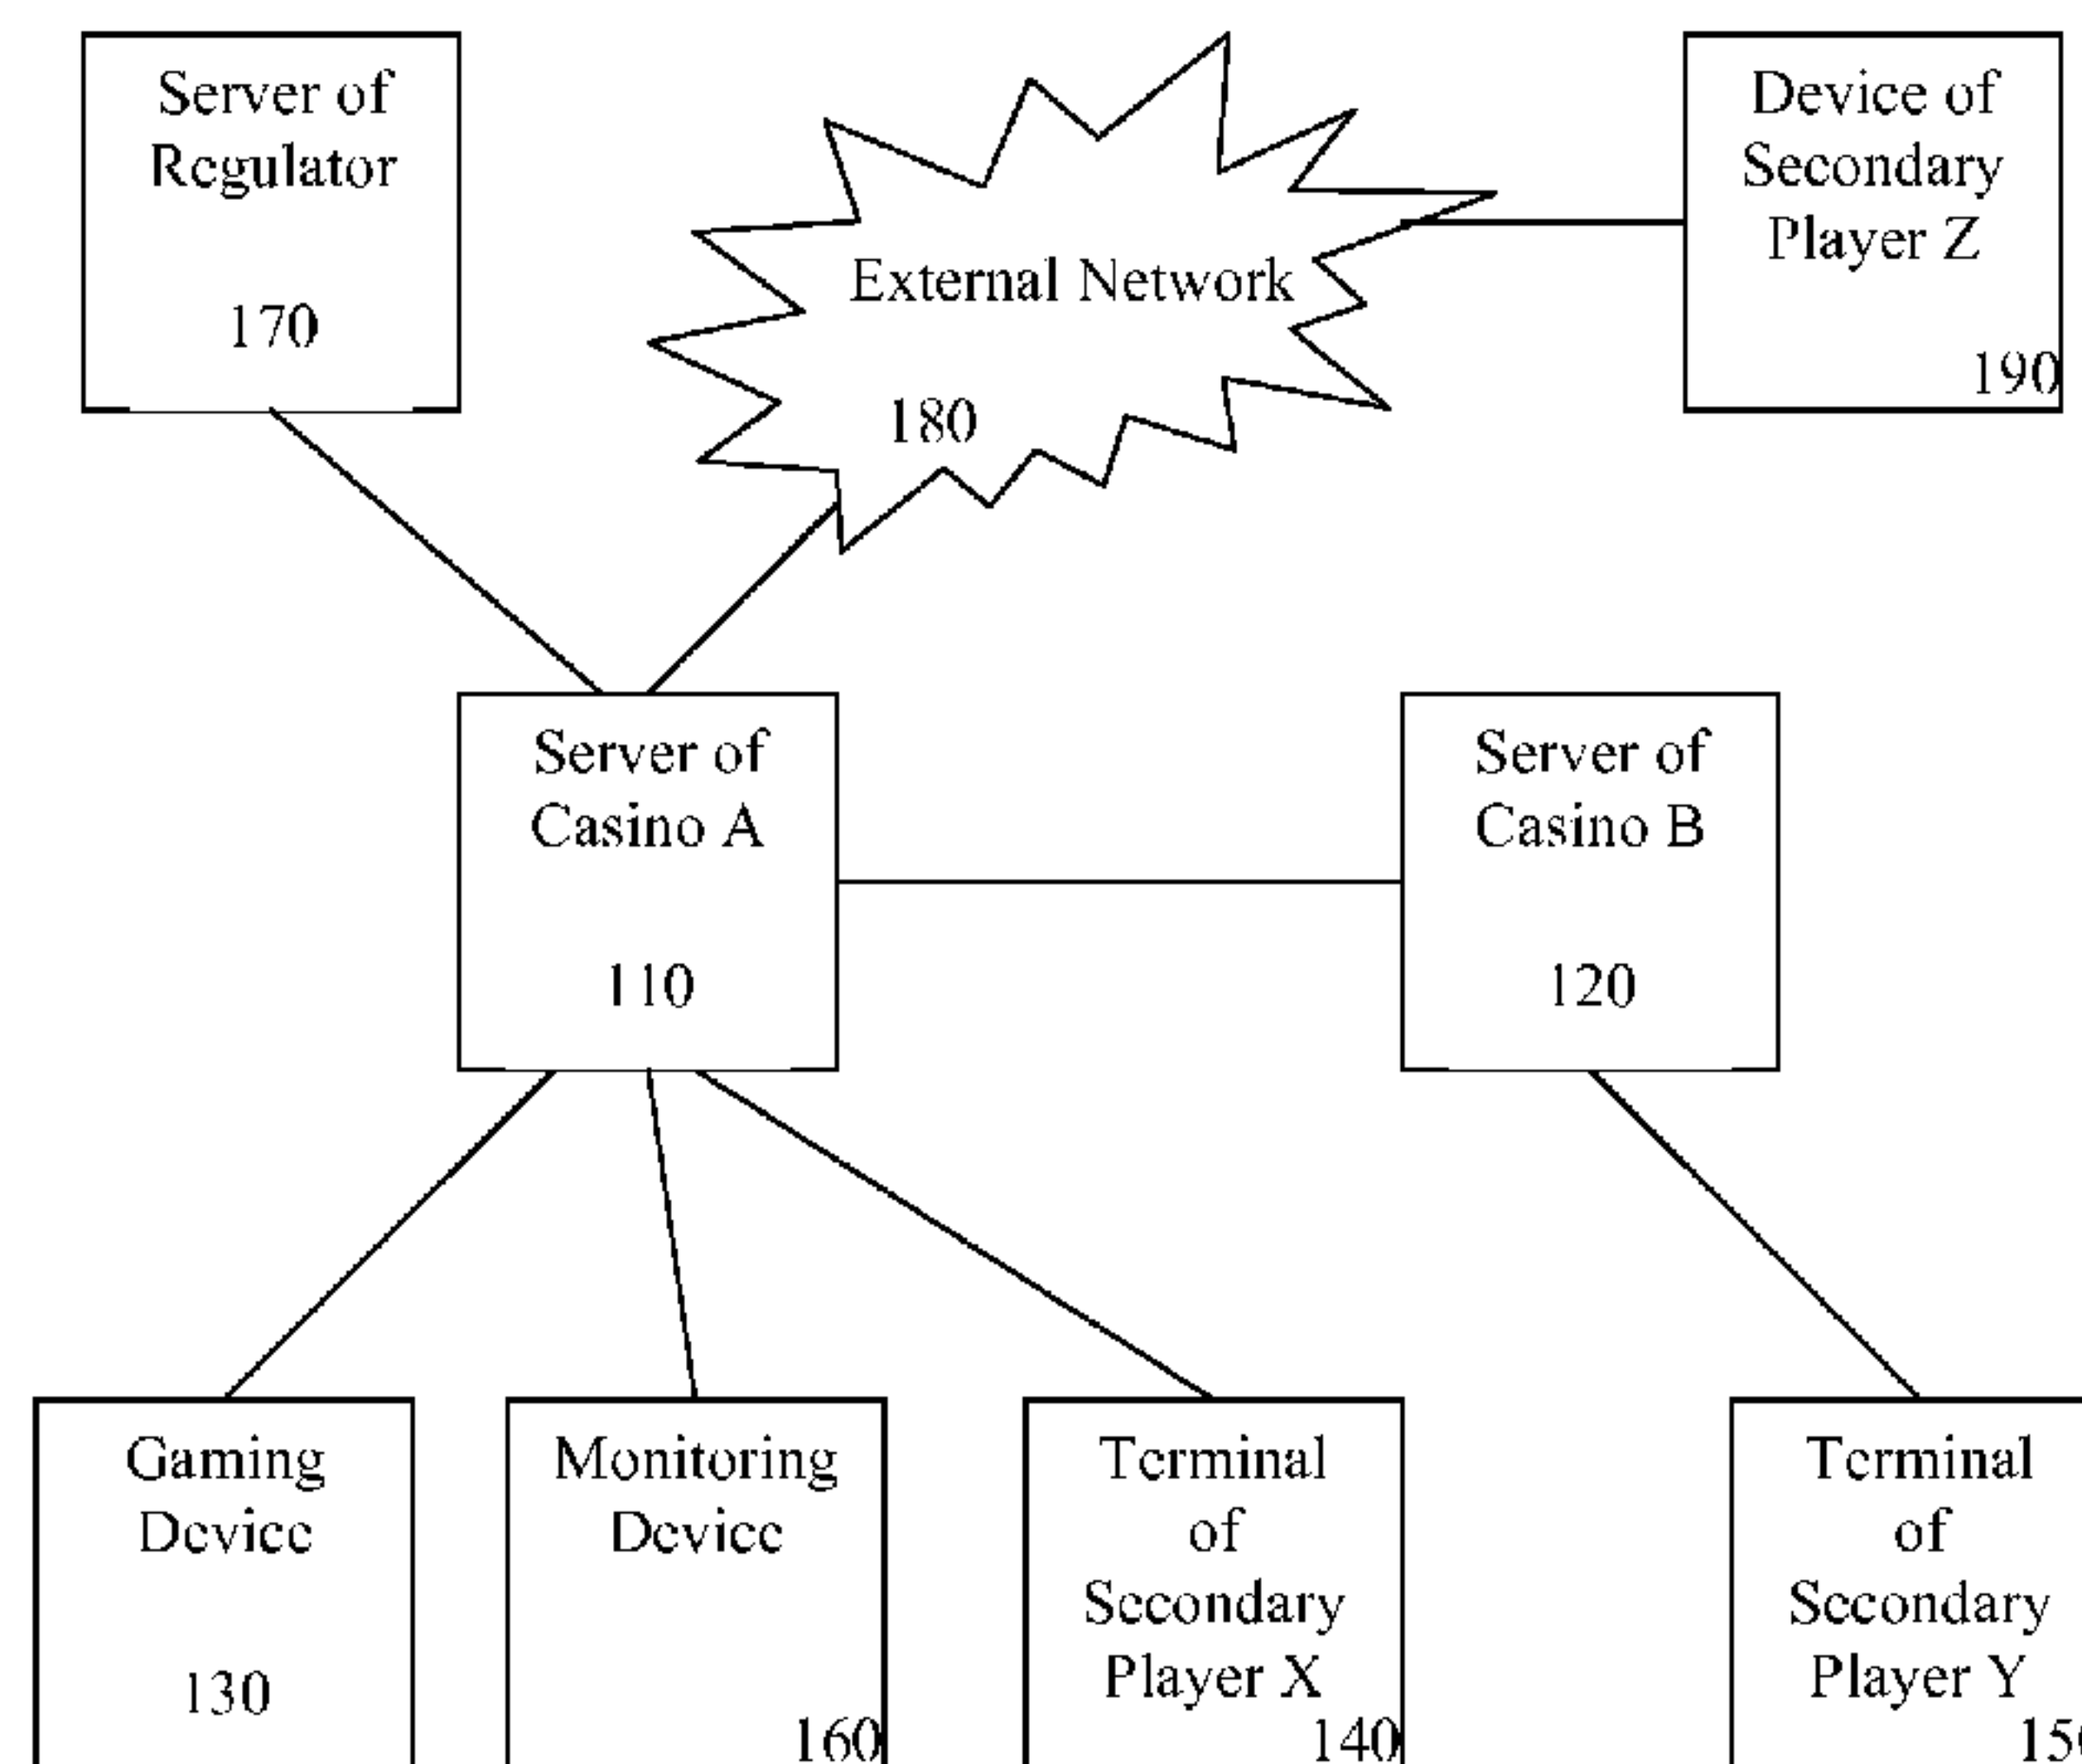 Server of
Regulator
170
External Network
180
Device of
Secondary
Player Z
190
Server of
Casino A
110
Server of
Casino B
120
Gaming
Device
130
Monitoring
Device
160
Terminal
of
Secondary
Player X
140
Terminal
of
Secondary
Player Y